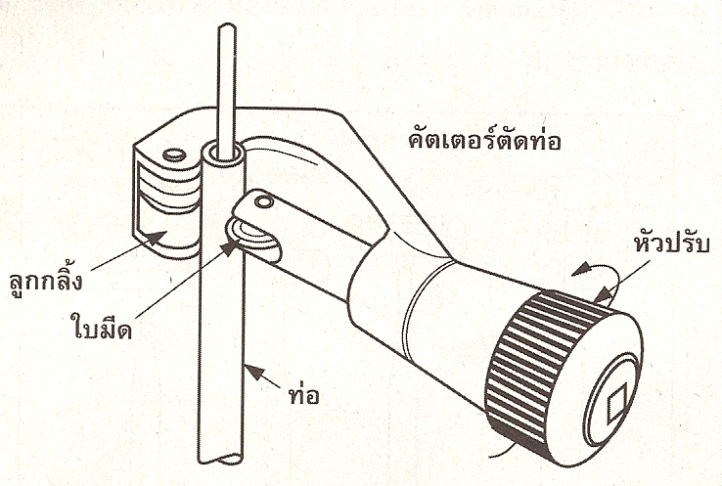 คัตเตอร์ตัดท่อ
หัวปรับ
ลูกกลิ้ง
ใบมีด
ท่อ